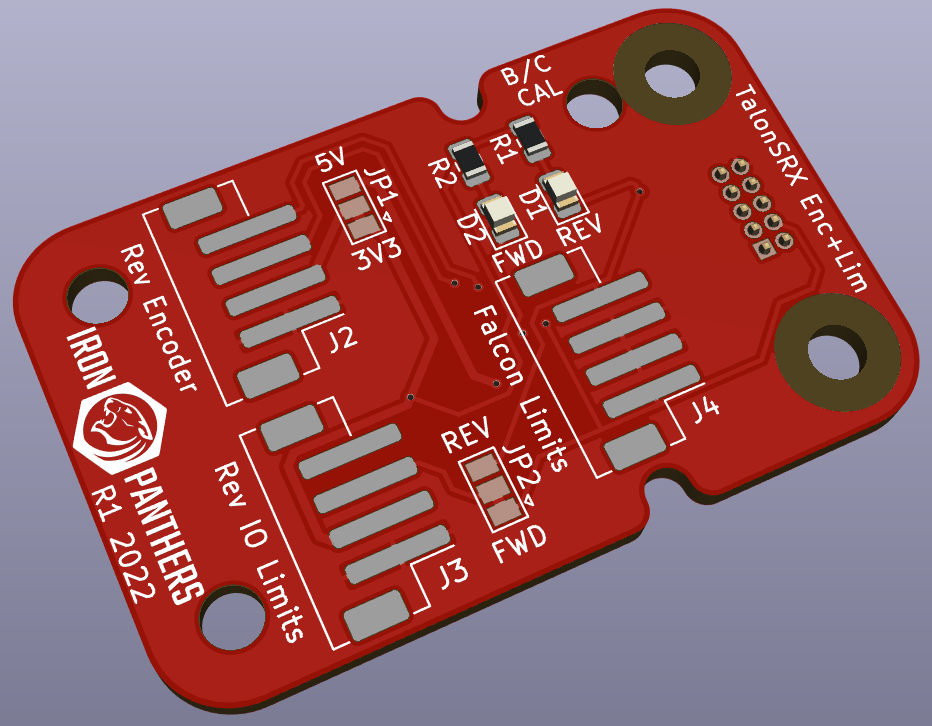 B/C
CAL
TalonSRX Enc+Lim
R1
R2
D1
D2
REV
FWD
5V
JP1
3V3
Rev Encoder
J2
Falcon Limits
J4
IRON
PANTHERS
R1 2022
REV
JP2
FWD
Rev IO Limits
J3